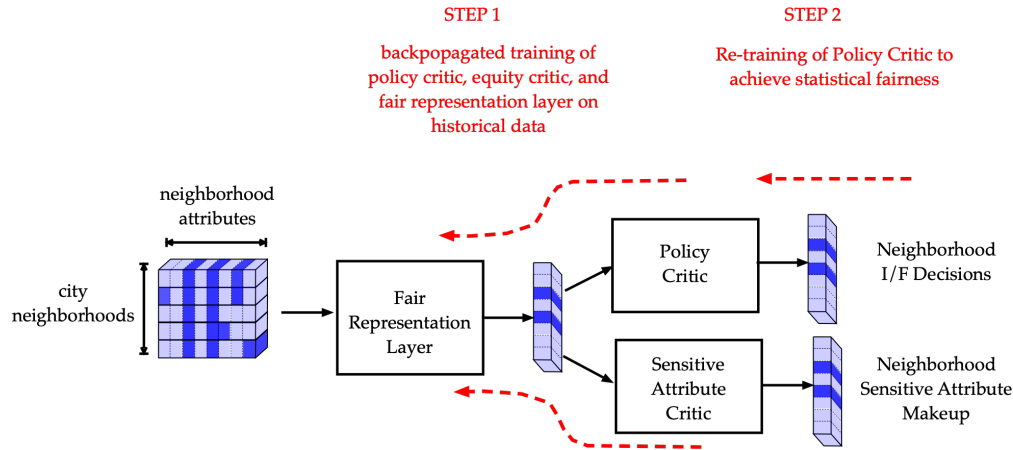 STEP 1
backpopagated training of
policy critic, equity critic, and
fair representation layer on
historical data
STEP 2
Re-training of Policy Critic to
achieve statistical fairness
neighborhood
attributes
city
neighborhoods
Fair
Representation
Layer
Policy
Critic
Neighborhood
I/F Decisions
Sensitive
Attribute
Critic
Neighborhood
Sensitive Attribute
Makeup